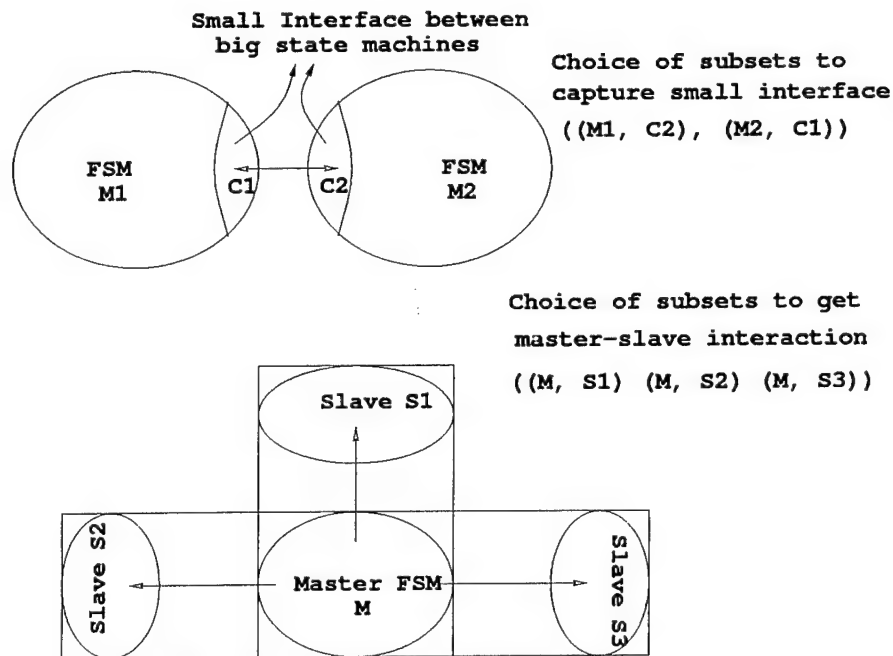 Small Interface between
big state machines
Choice of subsets to
capture small interface
((M1, C2), (M2, C1))
FSM
M1
C1
C2
FSM
M2
Choice of subsets to get
master-slave interaction
((M, S1) (M, S2) (M, S3))
Slave S1
Slave S2
Master FSM
M
Slave S3